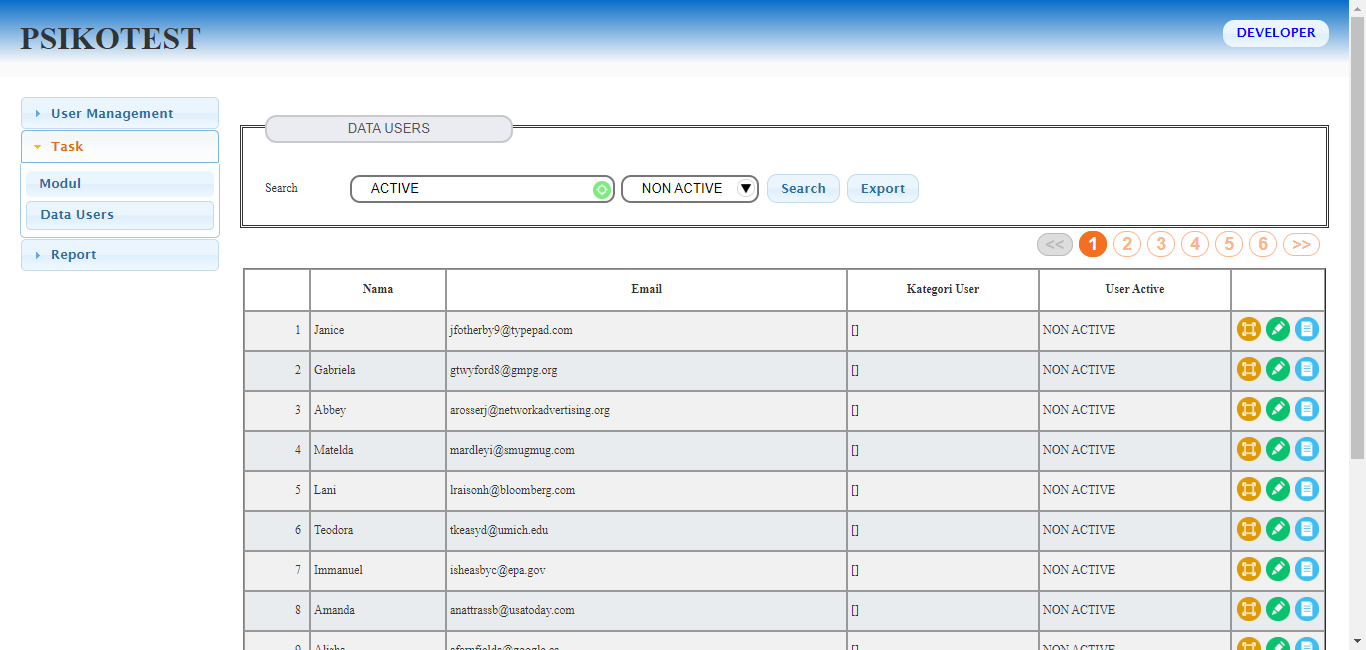 PSIKOTEST
DEVELOPER
User Management
Task
Modul
Data Users
Report
DATA USERS
Search ACTIVE NON ACTIVE Search Export
<< 1 2 3 4 5 6 >>
Nama Email Kategori User User Active
1 Janice jfotherby9@typepad.com [] NON ACTIVE
2 Gabriela gtwyford8@gmpg.org [] NON ACTIVE
3 Abbey arosserj@networkadvertising.org [] NON ACTIVE
4 Matelda mardleyi@smugmug.com [] NON ACTIVE
5 Lani lraisonh@bloomberg.com [] NON ACTIVE
6 Teodora tkeasyd@umich.edu [] NON ACTIVE
7 Immanuel isheasbyc@epa.gov [] NON ACTIVE
8 Amanda anattrassb@usatoday.com [] NON ACTIVE
9 [] NON ACTIVE